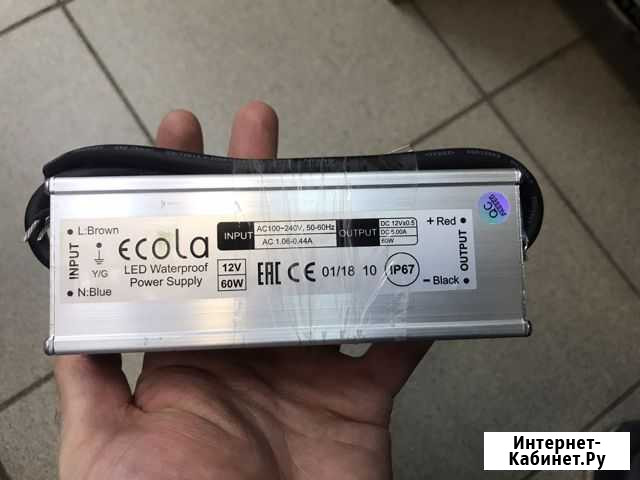 INPUT
L:Brown
Y/G
N:Blue
ecola
LED Waterproof
Power Supply
12V
60W
INPUT
AC100~240V, 50-60Hz
AC 1.06-0.44A
OUTPUT
DC 12V±0.5
DC 5.00A
60W
EAC CE 01/18 10 IP67
+ Red
− Black
OUTPUT
QC
Интернет-
Кабинет.Ру